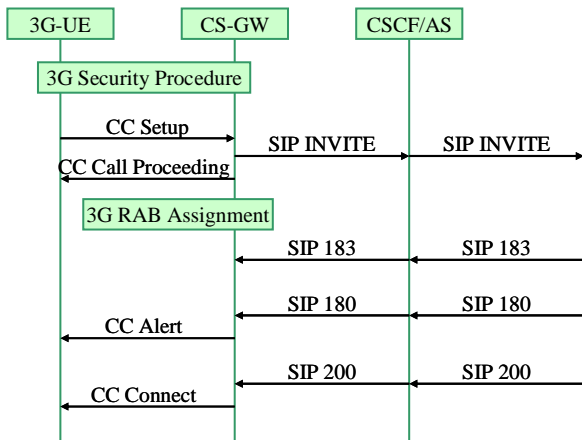 3G-UE
CS-GW
CSCF/AS
3G Security Procedure
CC Setup
SIP INVITE
SIP INVITE
CC Call Proceeding
3G RAB Assignment
SIP 183
SIP 183
SIP 180
SIP 180
CC Alert
SIP 200
SIP 200
CC Connect